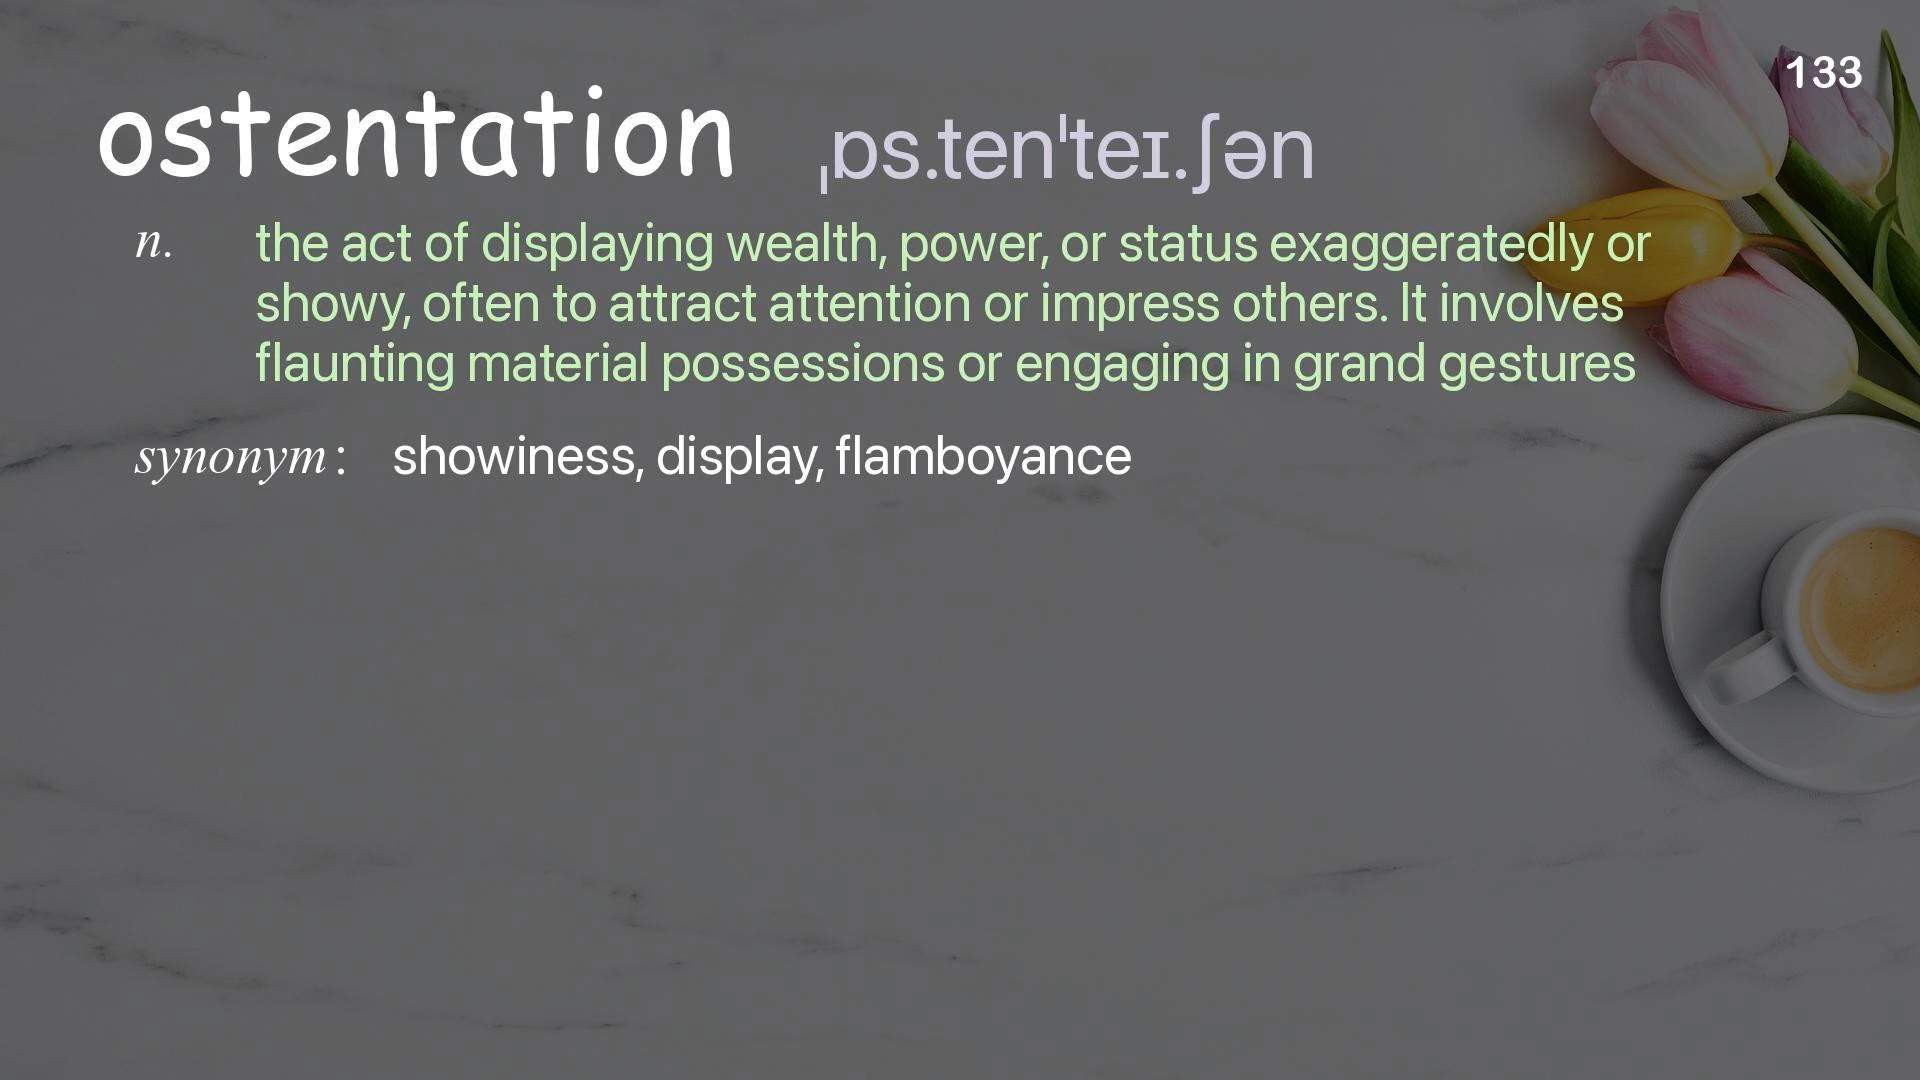 133
ostentation ˌɒs.tenˈteɪ.ʃən
n. the act of displaying wealth, power, or status exaggeratedly or
showy, often to attract attention or impress others. It involves
flaunting material possessions or engaging in grand gestures
synonym : showiness, display, flamboyance